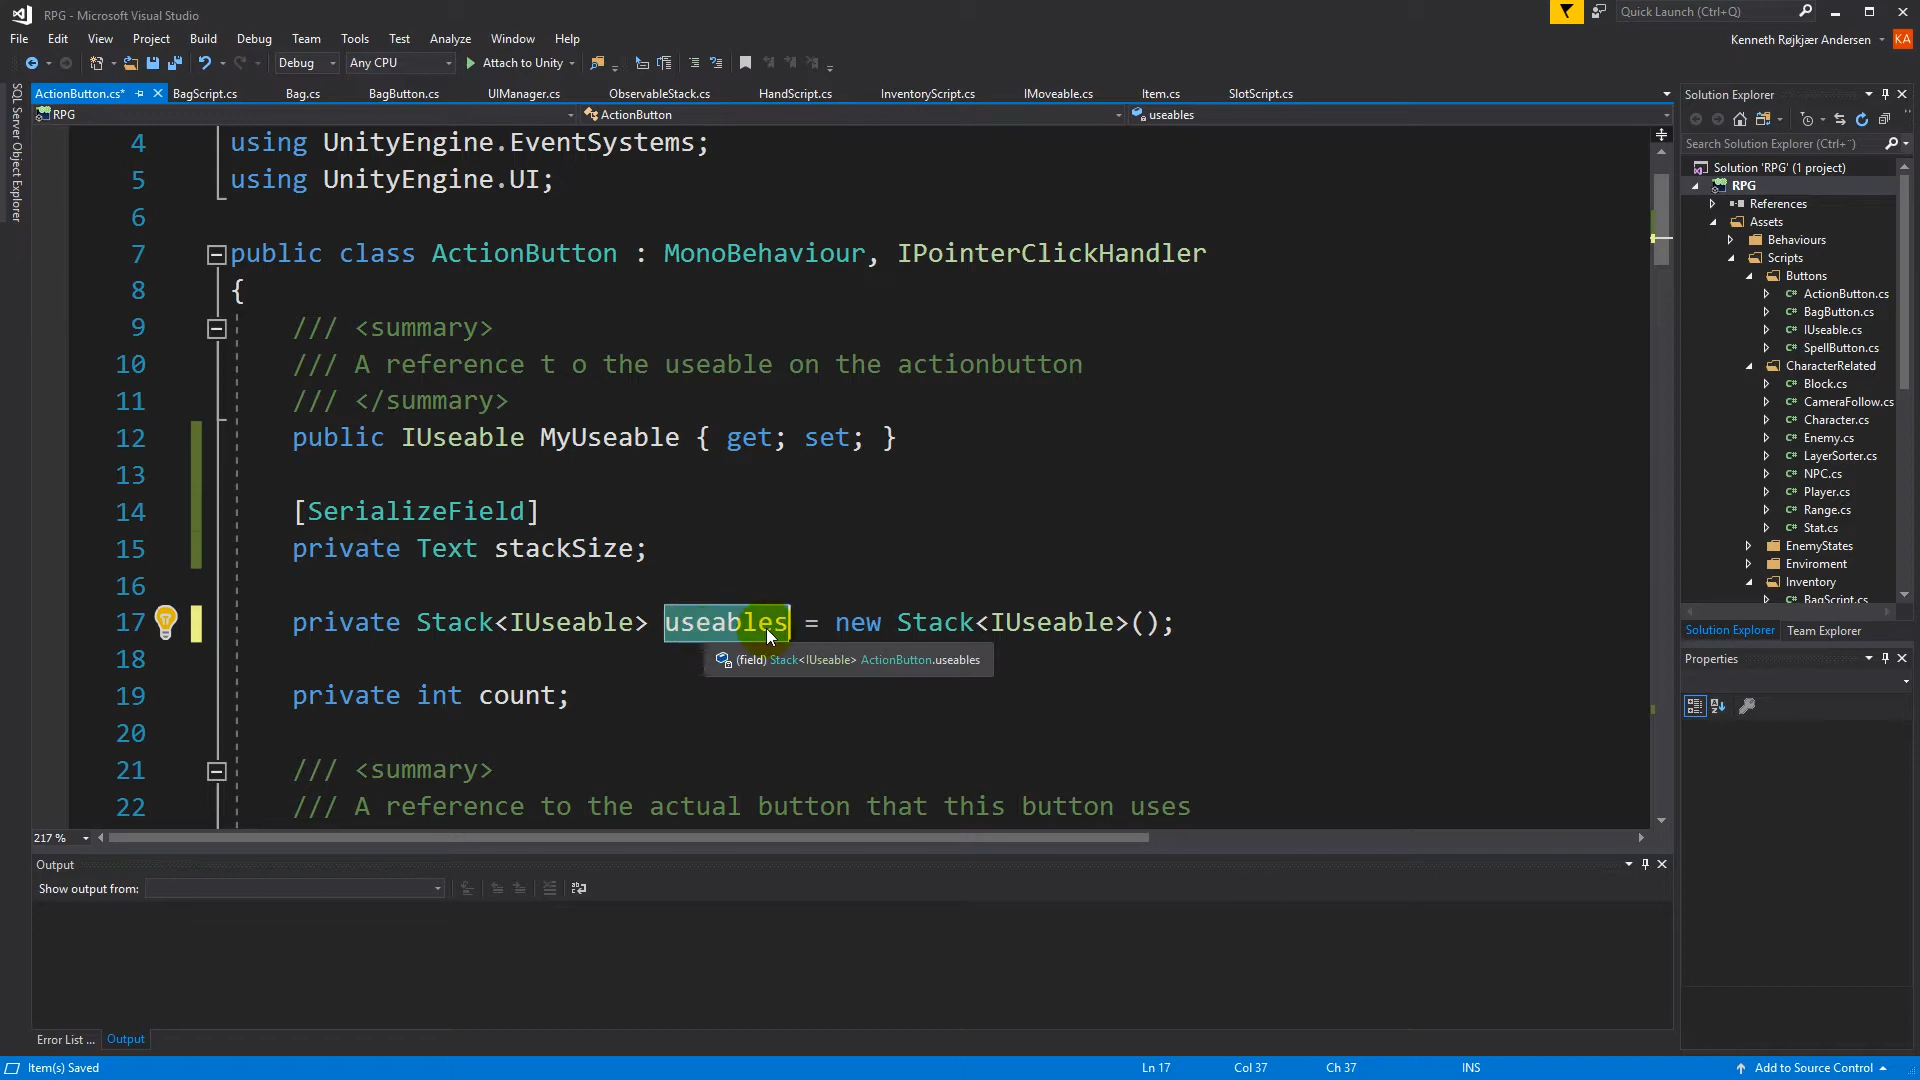 RPG - Microsoft Visual Studio
Quick Launch (Ctrl+Q)
File Edit View Project Build Debug Team Tools Test Analyze Window Help
Kenneth Røjkjær Andersen KA
Debug Any CPU Attach to Unity
SQL Server Object Explorer
ActionButton.cs* BagScript.cs Bag.cs BagButton.cs UIManager.cs ObservableStack.cs HandScript.cs InventoryScript.cs IMoveable.cs Item.cs SlotScript.cs
RPG ActionButton useables
4 using UnityEngine.EventSystems;
5 using UnityEngine.UI;
6
7 public class ActionButton : MonoBehaviour, IPointerClickHandler
8 {
9 /// <summary>
10 /// A reference t o the useable on the actionbutton
11 /// </summary>
12 public IUseable MyUseable { get; set; }
13
14 [SerializeField]
15 private Text stackSize;
16
17 private Stack<IUseable> useables = new Stack<IUseable>();
(field) Stack<IUseable> ActionButton.useables
18
19 private int count;
20
21 /// <summary>
22 /// A reference to the actual button that this button uses
217 %
Output
Show output from:
Error List ... Output
Solution Explorer
Search Solution Explorer (Ctrl+¨)
Solution 'RPG' (1 project)
RPG
References
Assets
Behaviours
Scripts
Buttons
ActionButton.cs
BagButton.cs
IUseable.cs
SpellButton.cs
CharacterRelated
Block.cs
CameraFollow.cs
Character.cs
Enemy.cs
LayerSorter.cs
NPC.cs
Player.cs
Range.cs
Stat.cs
EnemyStates
Enviroment
Inventory
BagScript.cs
Solution Explorer Team Explorer
Properties
Item(s) Saved Ln 17 Col 37 Ch 37 INS Add to Source Control